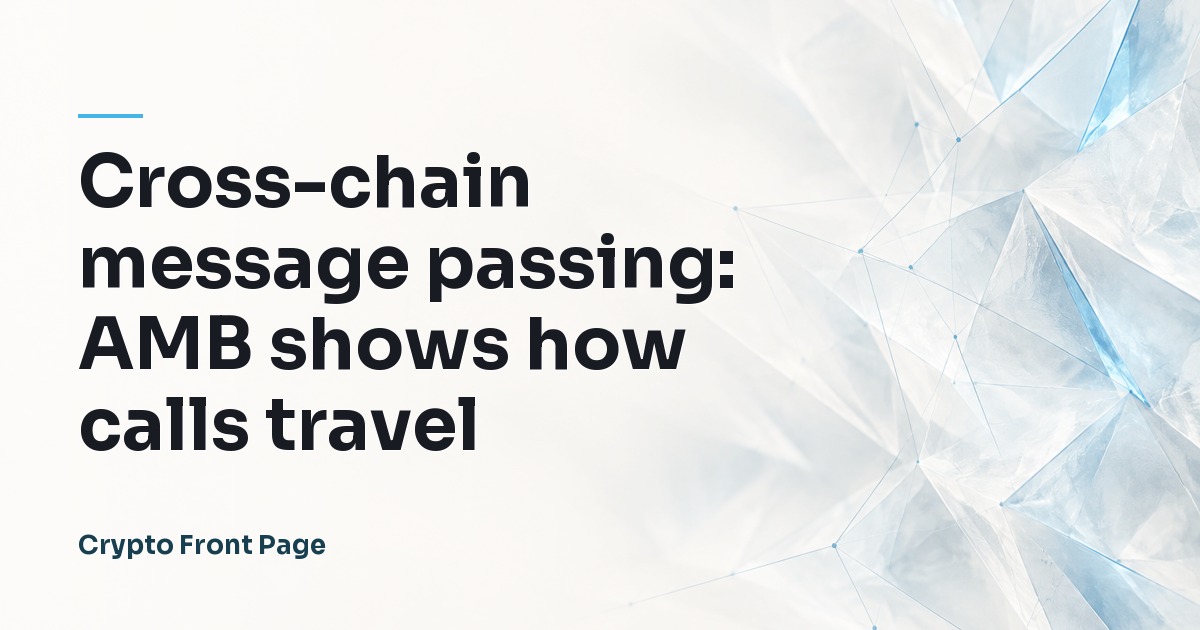 Cross-chain
message passing:
AMB shows how
calls travel
Crypto Front Page